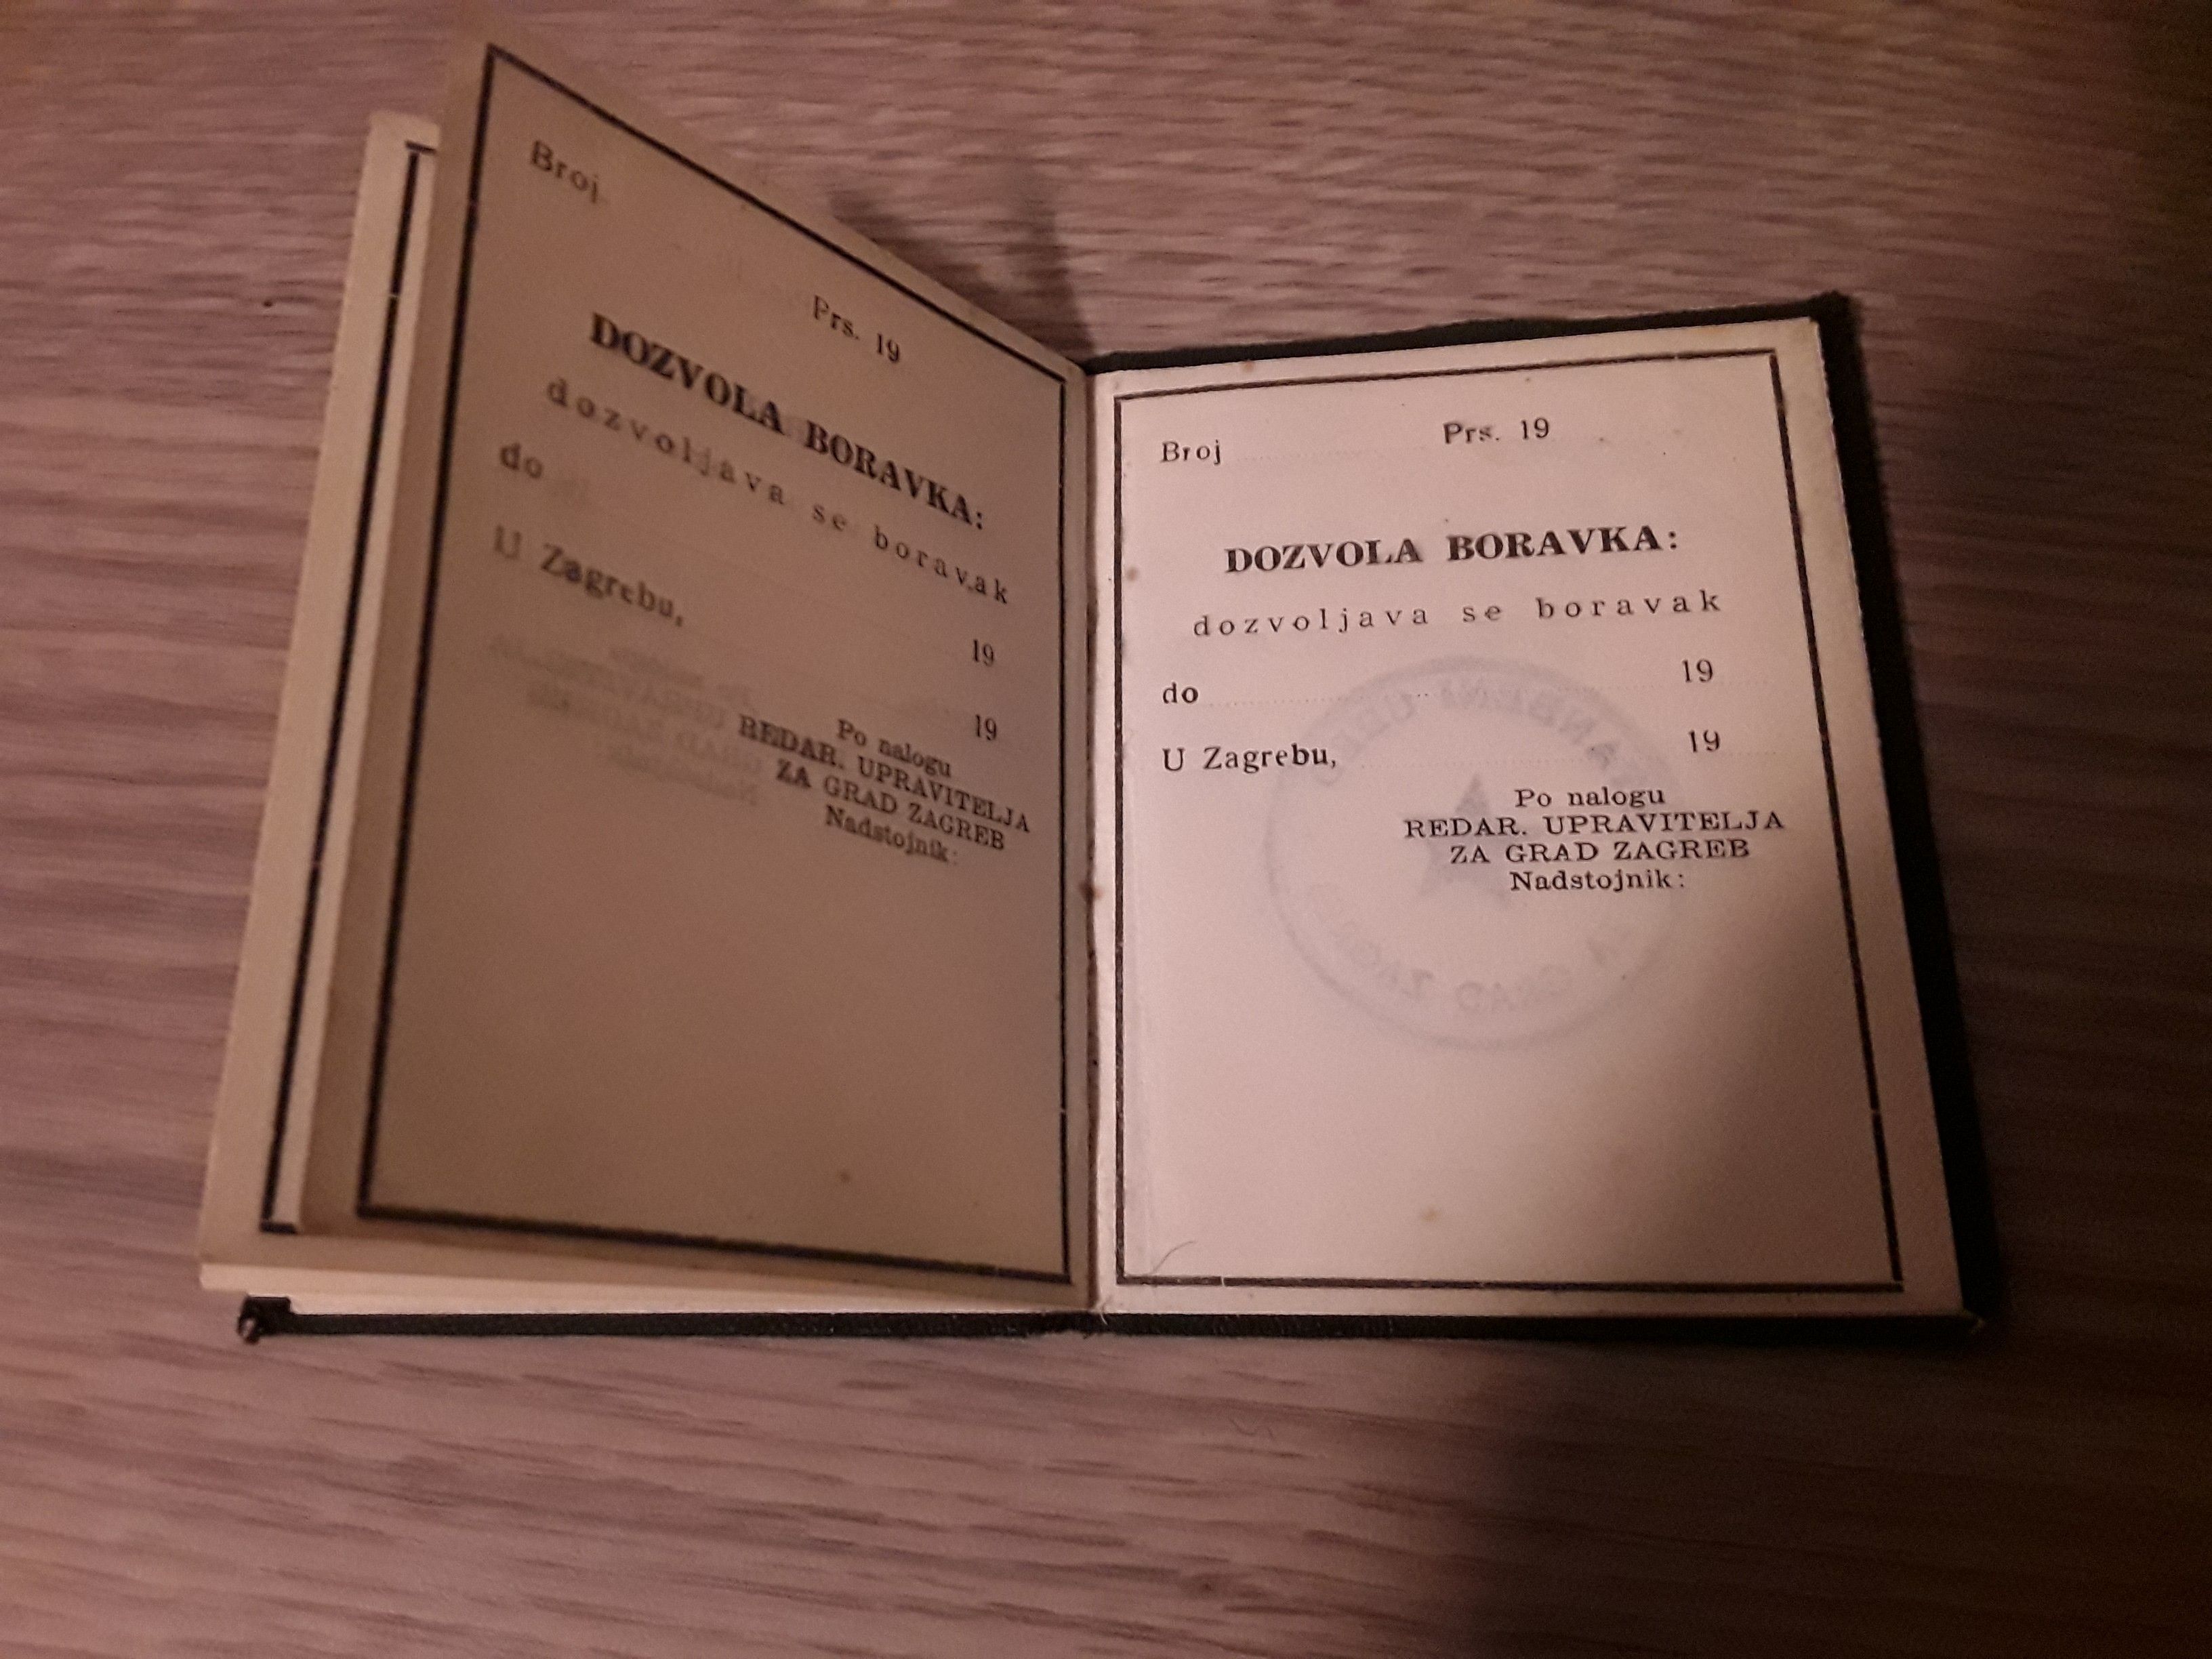 Broj
Prs. 19
DOZVOLA BORAVKA:
dozvoljava se boravak
do 19
U Zagrebu, 19
Po nalogu
REDAR. UPRAVITELJA
ZA GRAD ZAGREB
Nadstojnik:
Broj Prs. 19
DOZVOLA BORAVKA:
dozvoljava se boravak
do 19
U Zagrebu, 19
Po nalogu
REDAR. UPRAVITELJA
ZA GRAD ZAGREB
Nadstojnik: